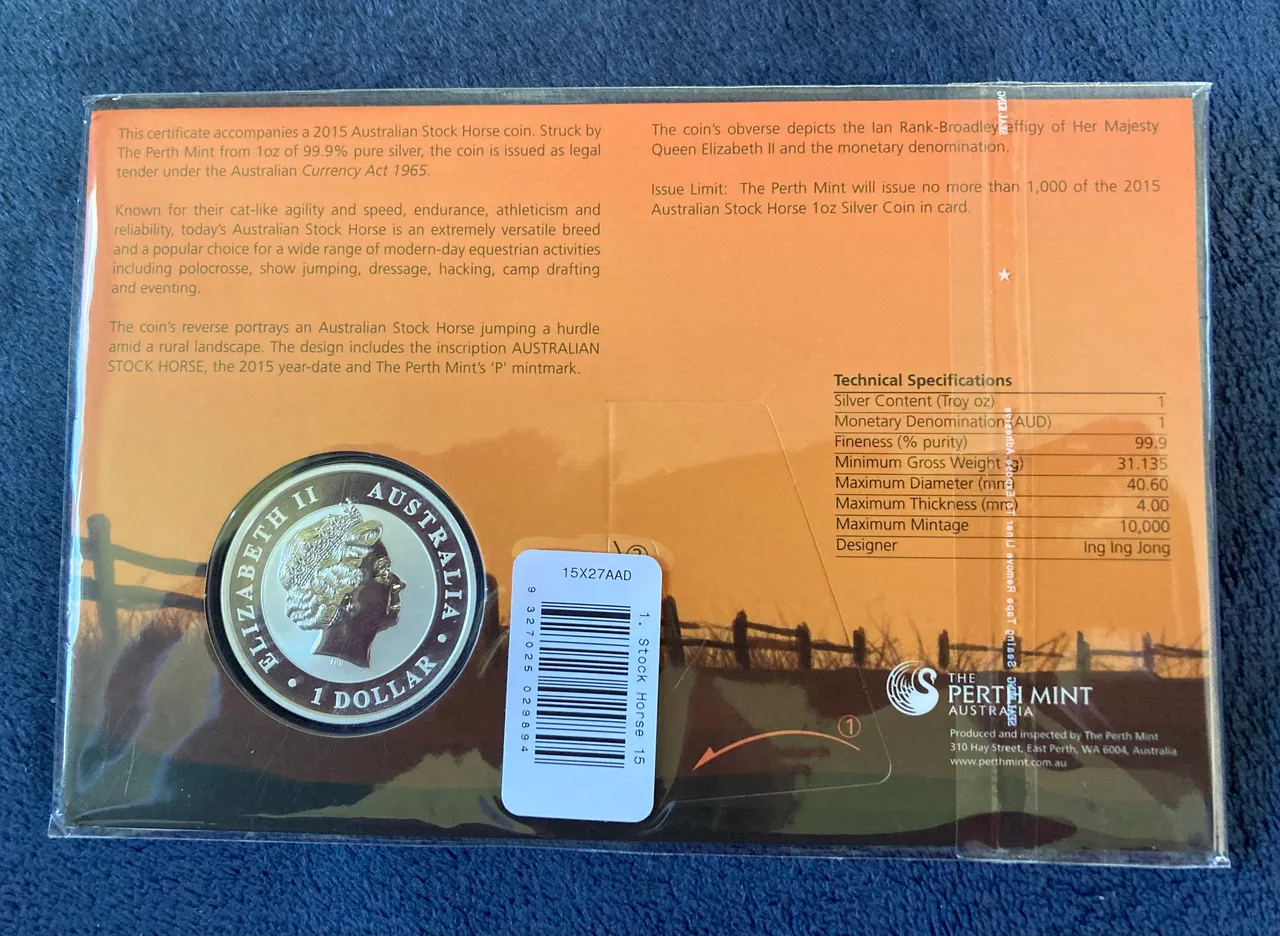 This certificate accompanies a 2015 Australian Stock Horse coin. Struck by
The Perth Mint from 1oz of 99.9% pure silver, the coin is issued as legal
tender under the Australian Currency Act 1965.
Known for their cat-like agility and speed, endurance, athleticism and
reliability, today's Australian Stock Horse is an extremely versatile breed
and a popular choice for a wide range of modern-day equestrian activities
including polocrosse, show jumping, dressage, hacking, camp drafting
and eventing.
The coin's reverse portrays an Australian Stock Horse jumping a hurdle
amid a rural landscape. The design includes the inscription AUSTRALIAN
STOCK HORSE, the 2015 year-date and The Perth Mint's 'P' mintmark.
The coin's obverse depicts the Ian Rank-Broadley effigy of Her Majesty
Queen Elizabeth II and the monetary denomination.
Issue Limit: The Perth Mint will issue no more than 1,000 of the 2015
Australian Stock Horse 1oz Silver Coin in card.
Technical Specifications
Silver Content (Troy oz) 1
Monetary Denomination (AUD) 1
Fineness (% purity) 99.9
Minimum Gross Weight (g) 31.135
Maximum Diameter (mm) 40.60
Maximum Thickness (mm) 4.00
Maximum Mintage 10,000
Designer Ing Ing Jong
ELIZABETH II AUSTRALIA • 1 DOLLAR •
IRB
2
15X27AAD
1. Stock Horse 15
9 327025 029894
1
THE
PERTH MINT
AUSTRALIA
Produced and inspected by The Perth Mint
310 Hay Street, East Perth, WA 6004, Australia
www.perthmint.com.au
Sealing Tape Remove Liner To Expose Adhesive